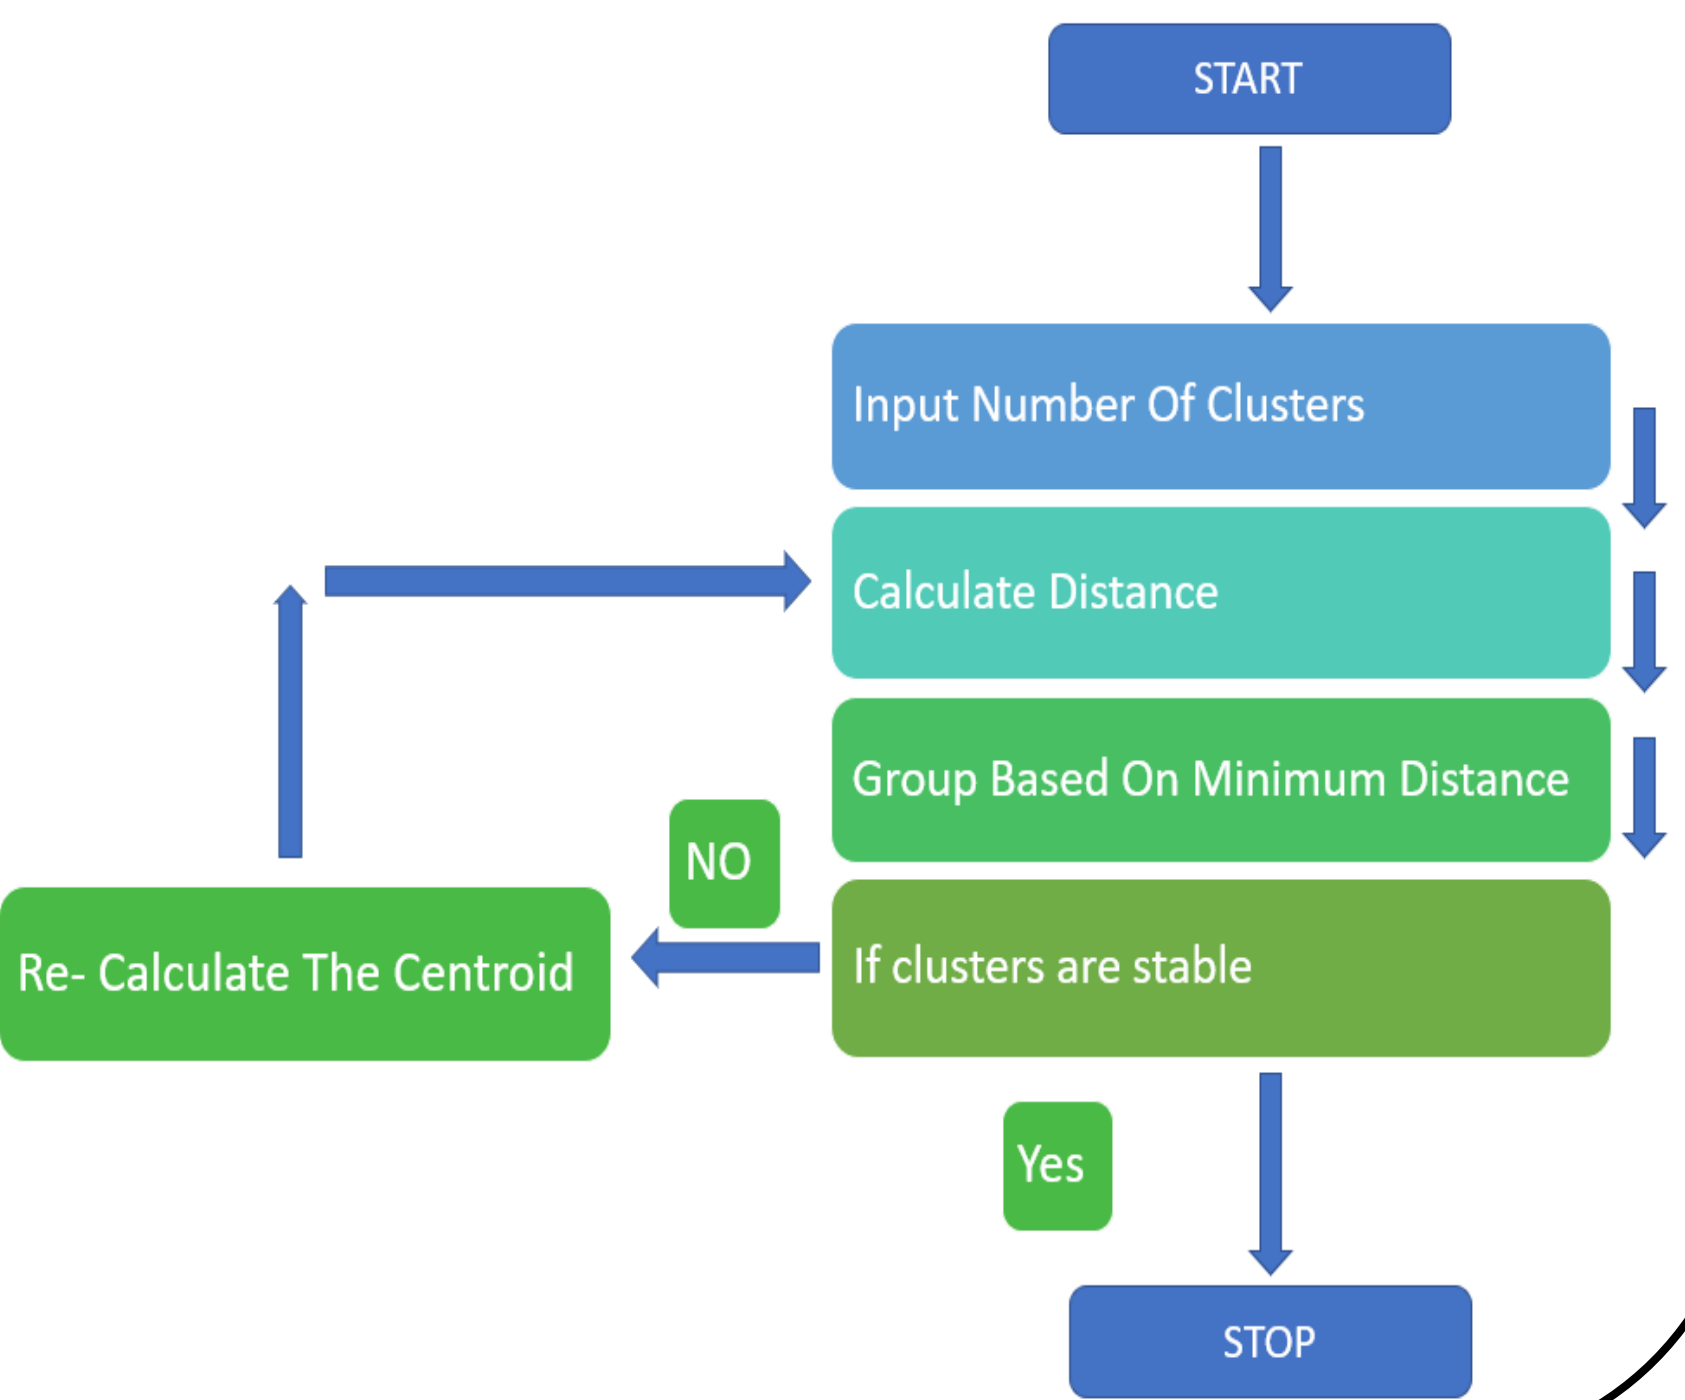 START
Input Number Of Clusters
Calculate Distance
Group Based On Minimum Distance
NO
Re- Calculate The Centroid
If clusters are stable
Yes
STOP